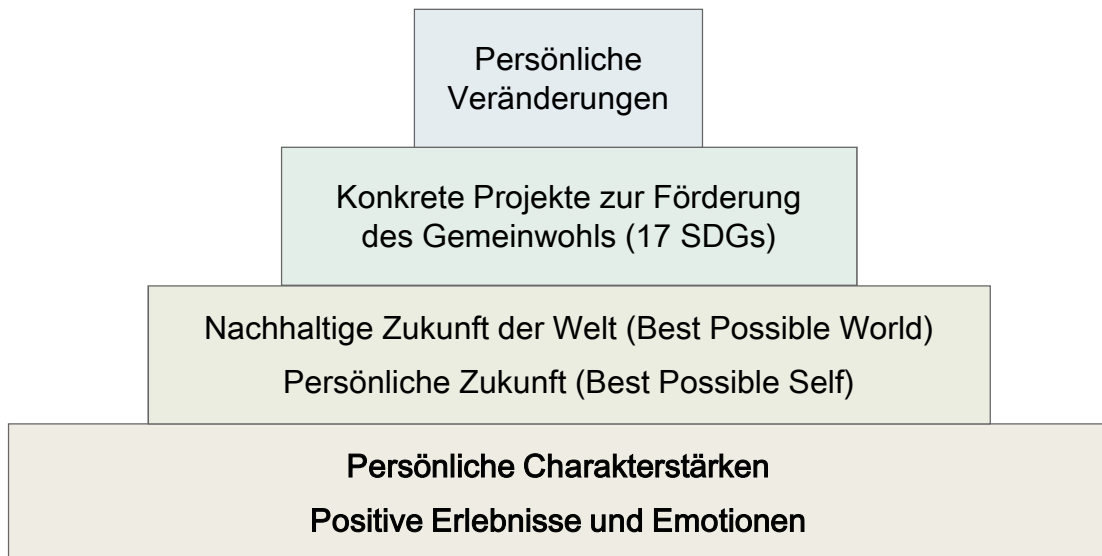 Persönliche
Veränderungen
Konkrete Projekte zur Förderung
des Gemeinwohls (17 SDGs)
Nachhaltige Zukunft der Welt (Best Possible World)
Persönliche Zukunft (Best Possible Self)
Persönliche Charakterstärken
Positive Erlebnisse und Emotionen